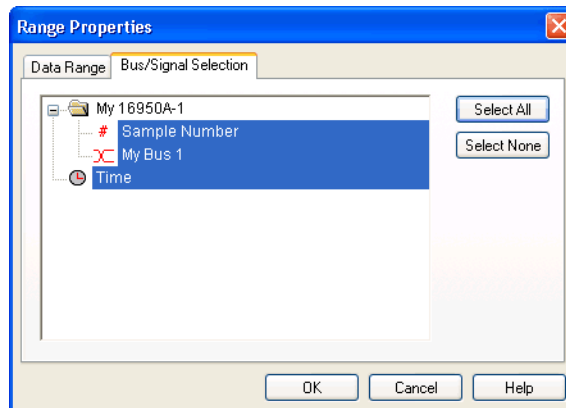 Range Properties
Data Range Bus/Signal Selection
My 16950A-1
# Sample Number
My Bus 1
Time
Select All
Select None
OK Cancel Help